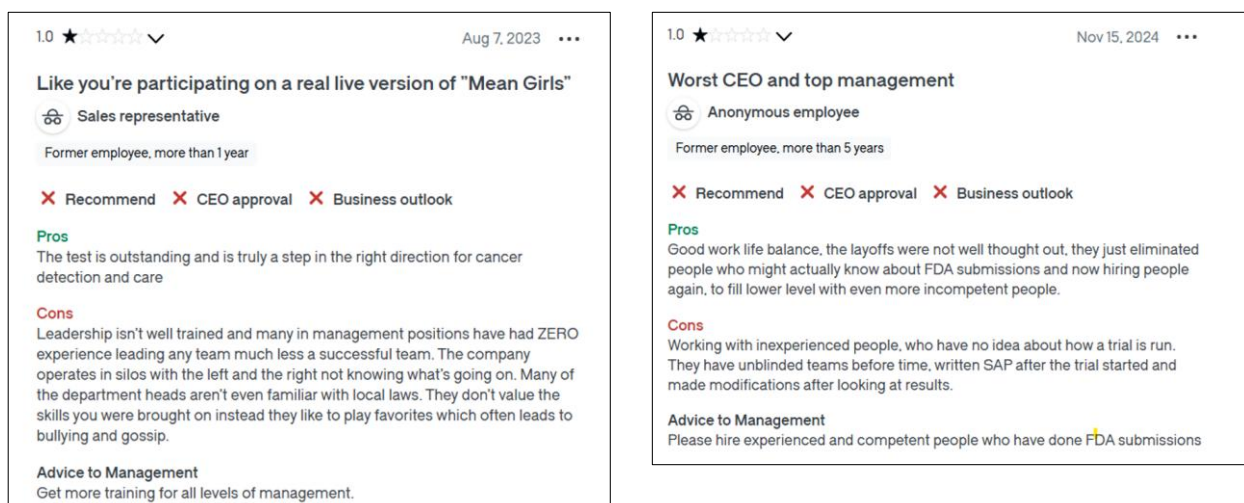 1.0
Aug 7, 2023
Like you're participating on a real live version of "Mean Girls"
Sales representative
Former employee, more than 1 year
Recommend CEO approval Business outlook
Pros
The test is outstanding and is truly a step in the right direction for cancer
detection and care
Cons
Leadership isn't well trained and many in management positions have had ZERO
experience leading any team much less a successful team. The company
operates in silos with the left and the right not knowing what's going on. Many of
the department heads aren't even familiar with local laws. They don't value the
skills you were brought on instead they like to play favorites which often leads to
bullying and gossip.
Advice to Management
Get more training for all levels of management.
1.0
Nov 15, 2024
Worst CEO and top management
Anonymous employee
Former employee, more than 5 years
Recommend CEO approval Business outlook
Pros
Good work life balance, the layoffs were not well thought out, they just eliminated
people who might actually know about FDA submissions and now hiring people
again, to fill lower level with even more incompetent people.
Cons
Working with inexperienced people, who have no idea about how a trial is run.
They have unblinded teams before time, written SAP after the trial started and
made modifications after looking at results.
Advice to Management
Please hire experienced and competent people who have done FDA submissions